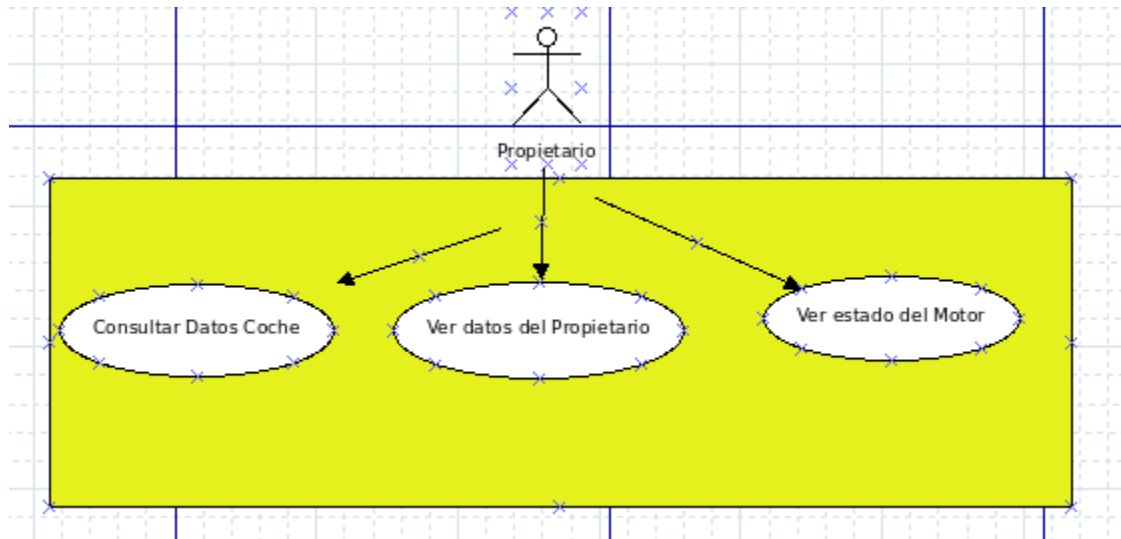 Propietario
Consultar Datos Coche
Ver datos del Propietario
Ver estado del Motor